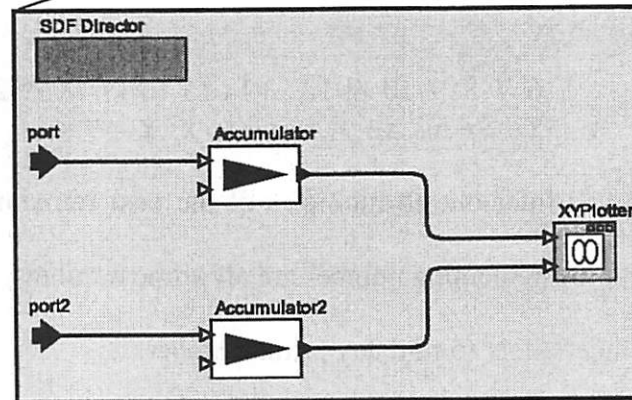 SDF Director
port
Accumulator
XYPlotter
port2
Accumulator2